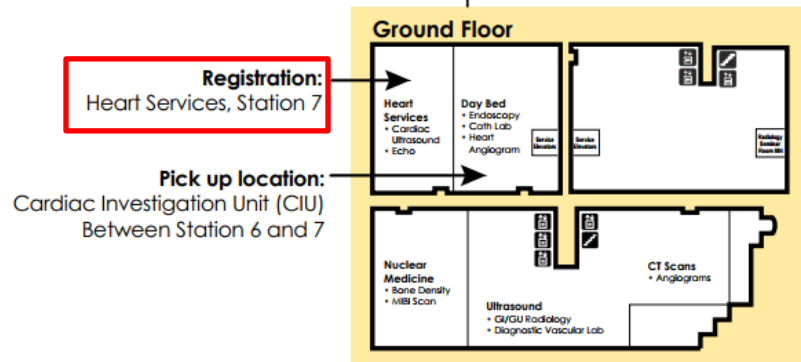 Ground Floor
Registration:
Heart Services, Station 7
Heart
Services
• Cardiac
Ultrasound
• Echo
Day Bed
• Endoscopy
• Cath Lab
• Heart
Angiogram
Service
Elevators
Service
Elevators
Radiology
Seminar
Room MH
Pick up location:
Cardiac Investigation Unit (CIU)
Between Station 6 and 7
Nuclear
Medicine
• Bone Density
• MIBI Scan
Ultrasound
• GI/GU Radiology
• Diagnostic Vascular Lab
CT Scans
• Angiograms